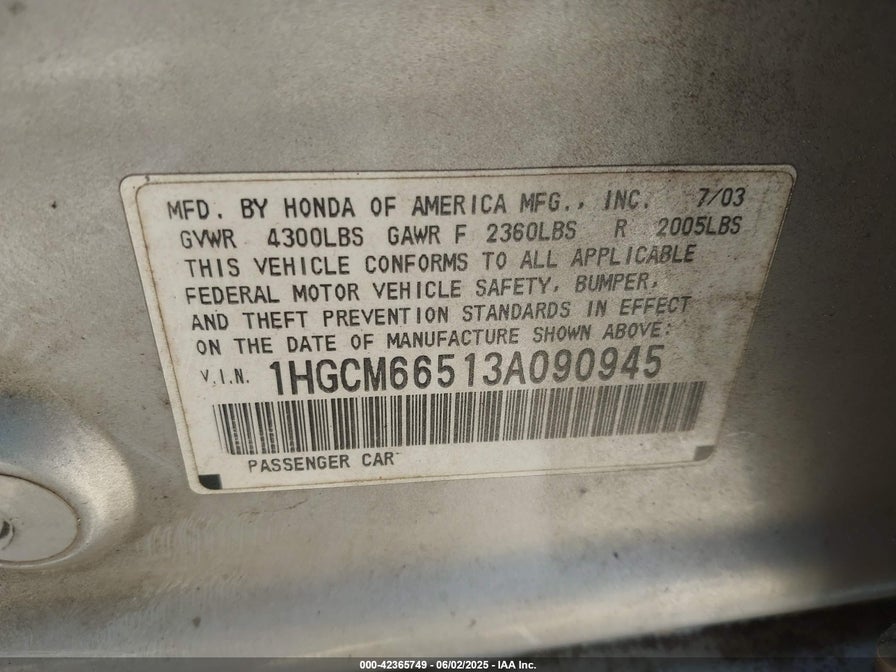 MFD. BY HONDA OF AMERICA MFG., INC. 7/03
GVWR 4300LBS GAWR F 2360LBS R 2005LBS
THIS VEHICLE CONFORMS TO ALL APPLICABLE
FEDERAL MOTOR VEHICLE SAFETY, BUMPER,
AND THEFT PREVENTION STANDARDS IN EFFECT
ON THE DATE OF MANUFACTURE SHOWN ABOVE:
V.I.N. 1HGCM66513A090945
PASSENGER CAR
000-42365749 - 06/02/2025 - IAA Inc.